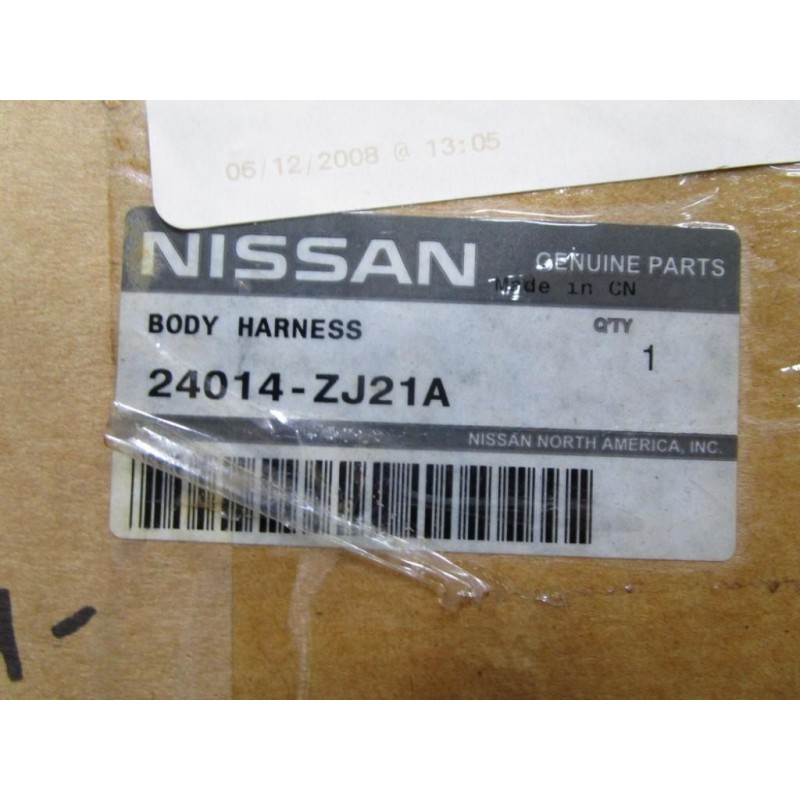 06/12/2008 @ 13:05
NISSAN GENUINE PARTS
Made in CN
BODY HARNESS Q'TY
1
24014-ZJ21A
NISSAN NORTH AMERICA, INC.